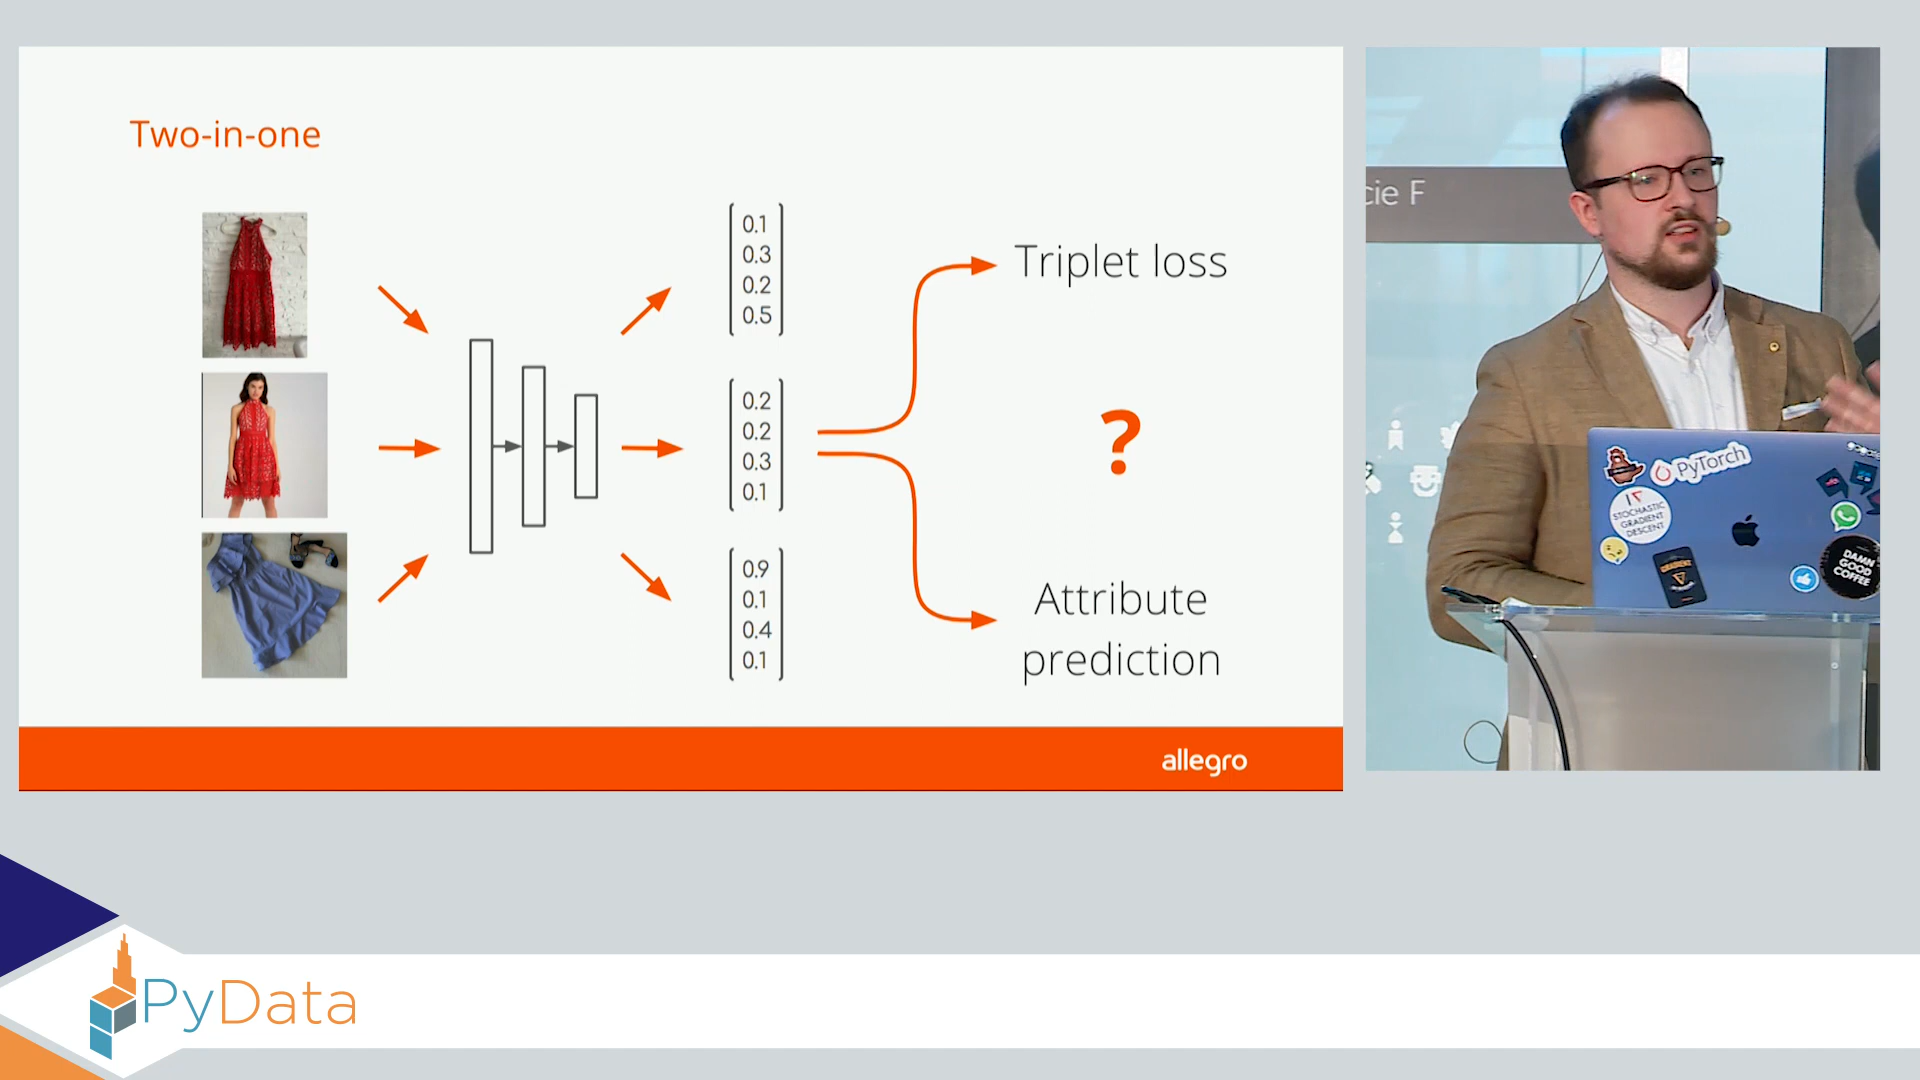 Two-in-one
0.1
0.3
0.2
0.5
0.2
0.2
0.3
0.1
0.9
0.1
0.4
0.1
Triplet loss
?
Attribute
prediction
allegro
cie F
PyTorch
STOCHASTIC
GRADIENT
DESCENT
GRADIENT
DAMN
GOOD
COFFEE
PyData